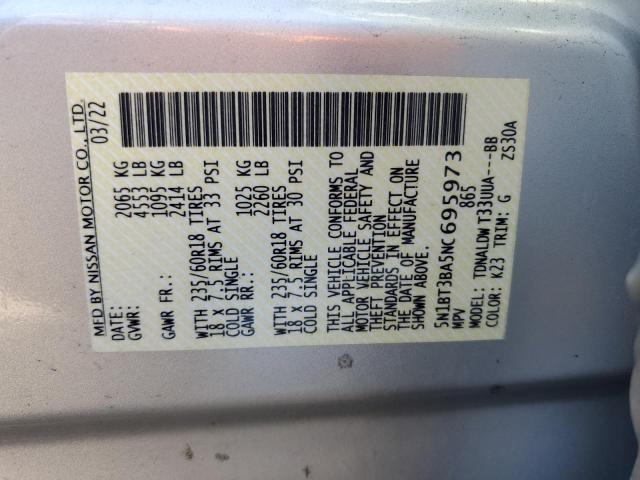 MFD BY NISSAN MOTOR CO., LTD.
DATE: 03/22
GVWR: 2065 KG
4553 LB
GAWR FR.: 1095 KG
2414 LB
WITH 235/60R18 TIRES
18 X 7.5 RIMS AT 33 PSI
COLD SINGLE
GAWR RR.: 1025 KG
2260 LB
WITH 235/60R18 TIRES
18 X 7.5 RIMS AT 30 PSI
COLD SINGLE
THIS VEHICLE CONFORMS TO
ALL APPLICABLE FEDERAL
MOTOR VEHICLE SAFETY AND
THEFT PREVENTION
STANDARDS IN EFFECT ON
THE DATE OF MANUFACTURE
SHOWN ABOVE.
5N1BT3BA5NC695973
MPV 865
MODEL: TDNALDW T33UUA---BB
COLOR: K23 TRIM: G ZS30A